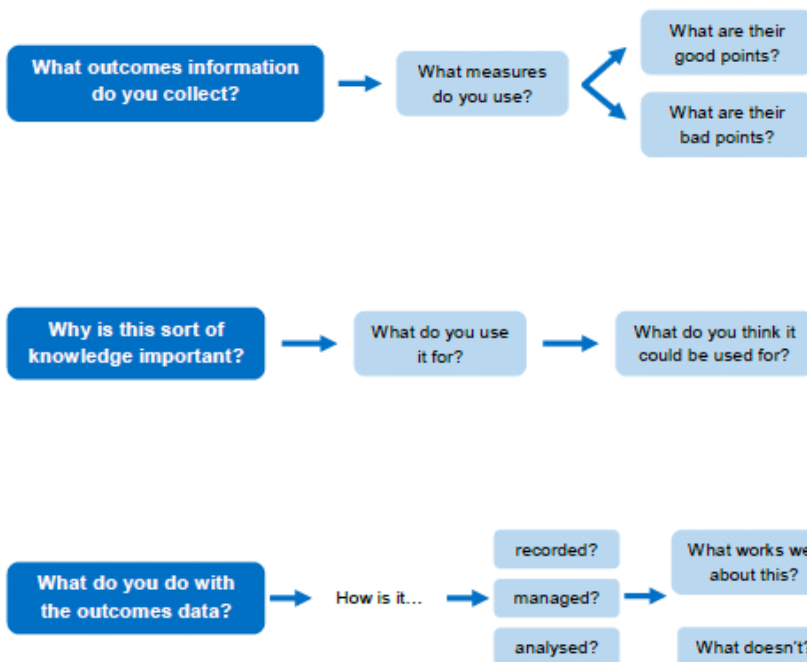 What are their
good points?
What outcomes information
do you collect?
What measures
do you use?
What are their
bad points?
Why is this sort of
knowledge important?
What do you use
it for?
What do you think it
could be used for?
What do you do with
the outcomes data?
How is it...
recorded?
managed?
analysed?
What works we
about this?
What doesn't?